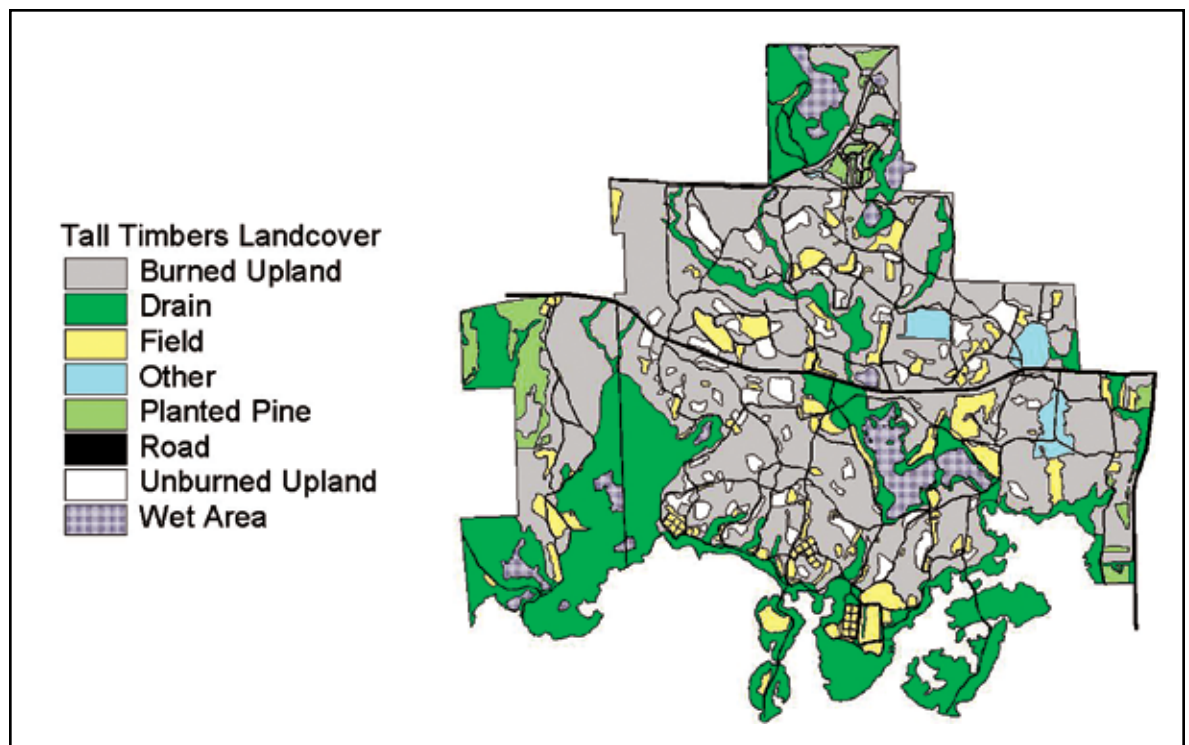 Tall Timbers Landcover
Burned Upland
Drain
Field
Other
Planted Pine
Road
Unburned Upland
Wet Area